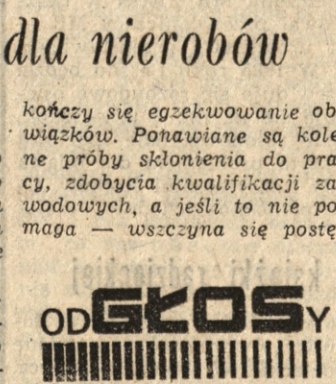 dla nierobów
kończy się egzekwowanie ob
wiązków. Ponawiane są kole
ne próby skłonienia do pra
cy, zdobycia kwalifikacji za
wodowych, a jeśli to nie po
maga — wszczyna się postę
ODGŁOSY